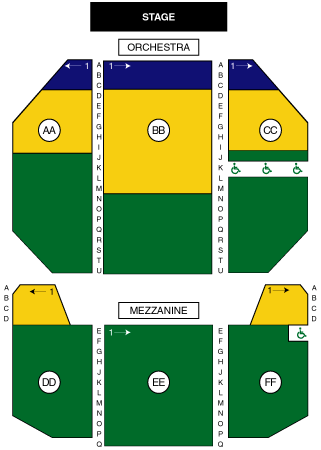 STAGE
ORCHESTRA
1 A 1 A 1
B B
C C
D D
E E
F F
G G
AA H BB H CC
I I
J J
K K
L L
M M
N N
O O
P P
Q Q
R R
S S
T T
U U
A 1 1 A
B B
C MEZZANINE C
D D
E 1 E
F F
G G
H H
J J
DD K EE K FF
L L
M M
N N
O O
P P
Q Q